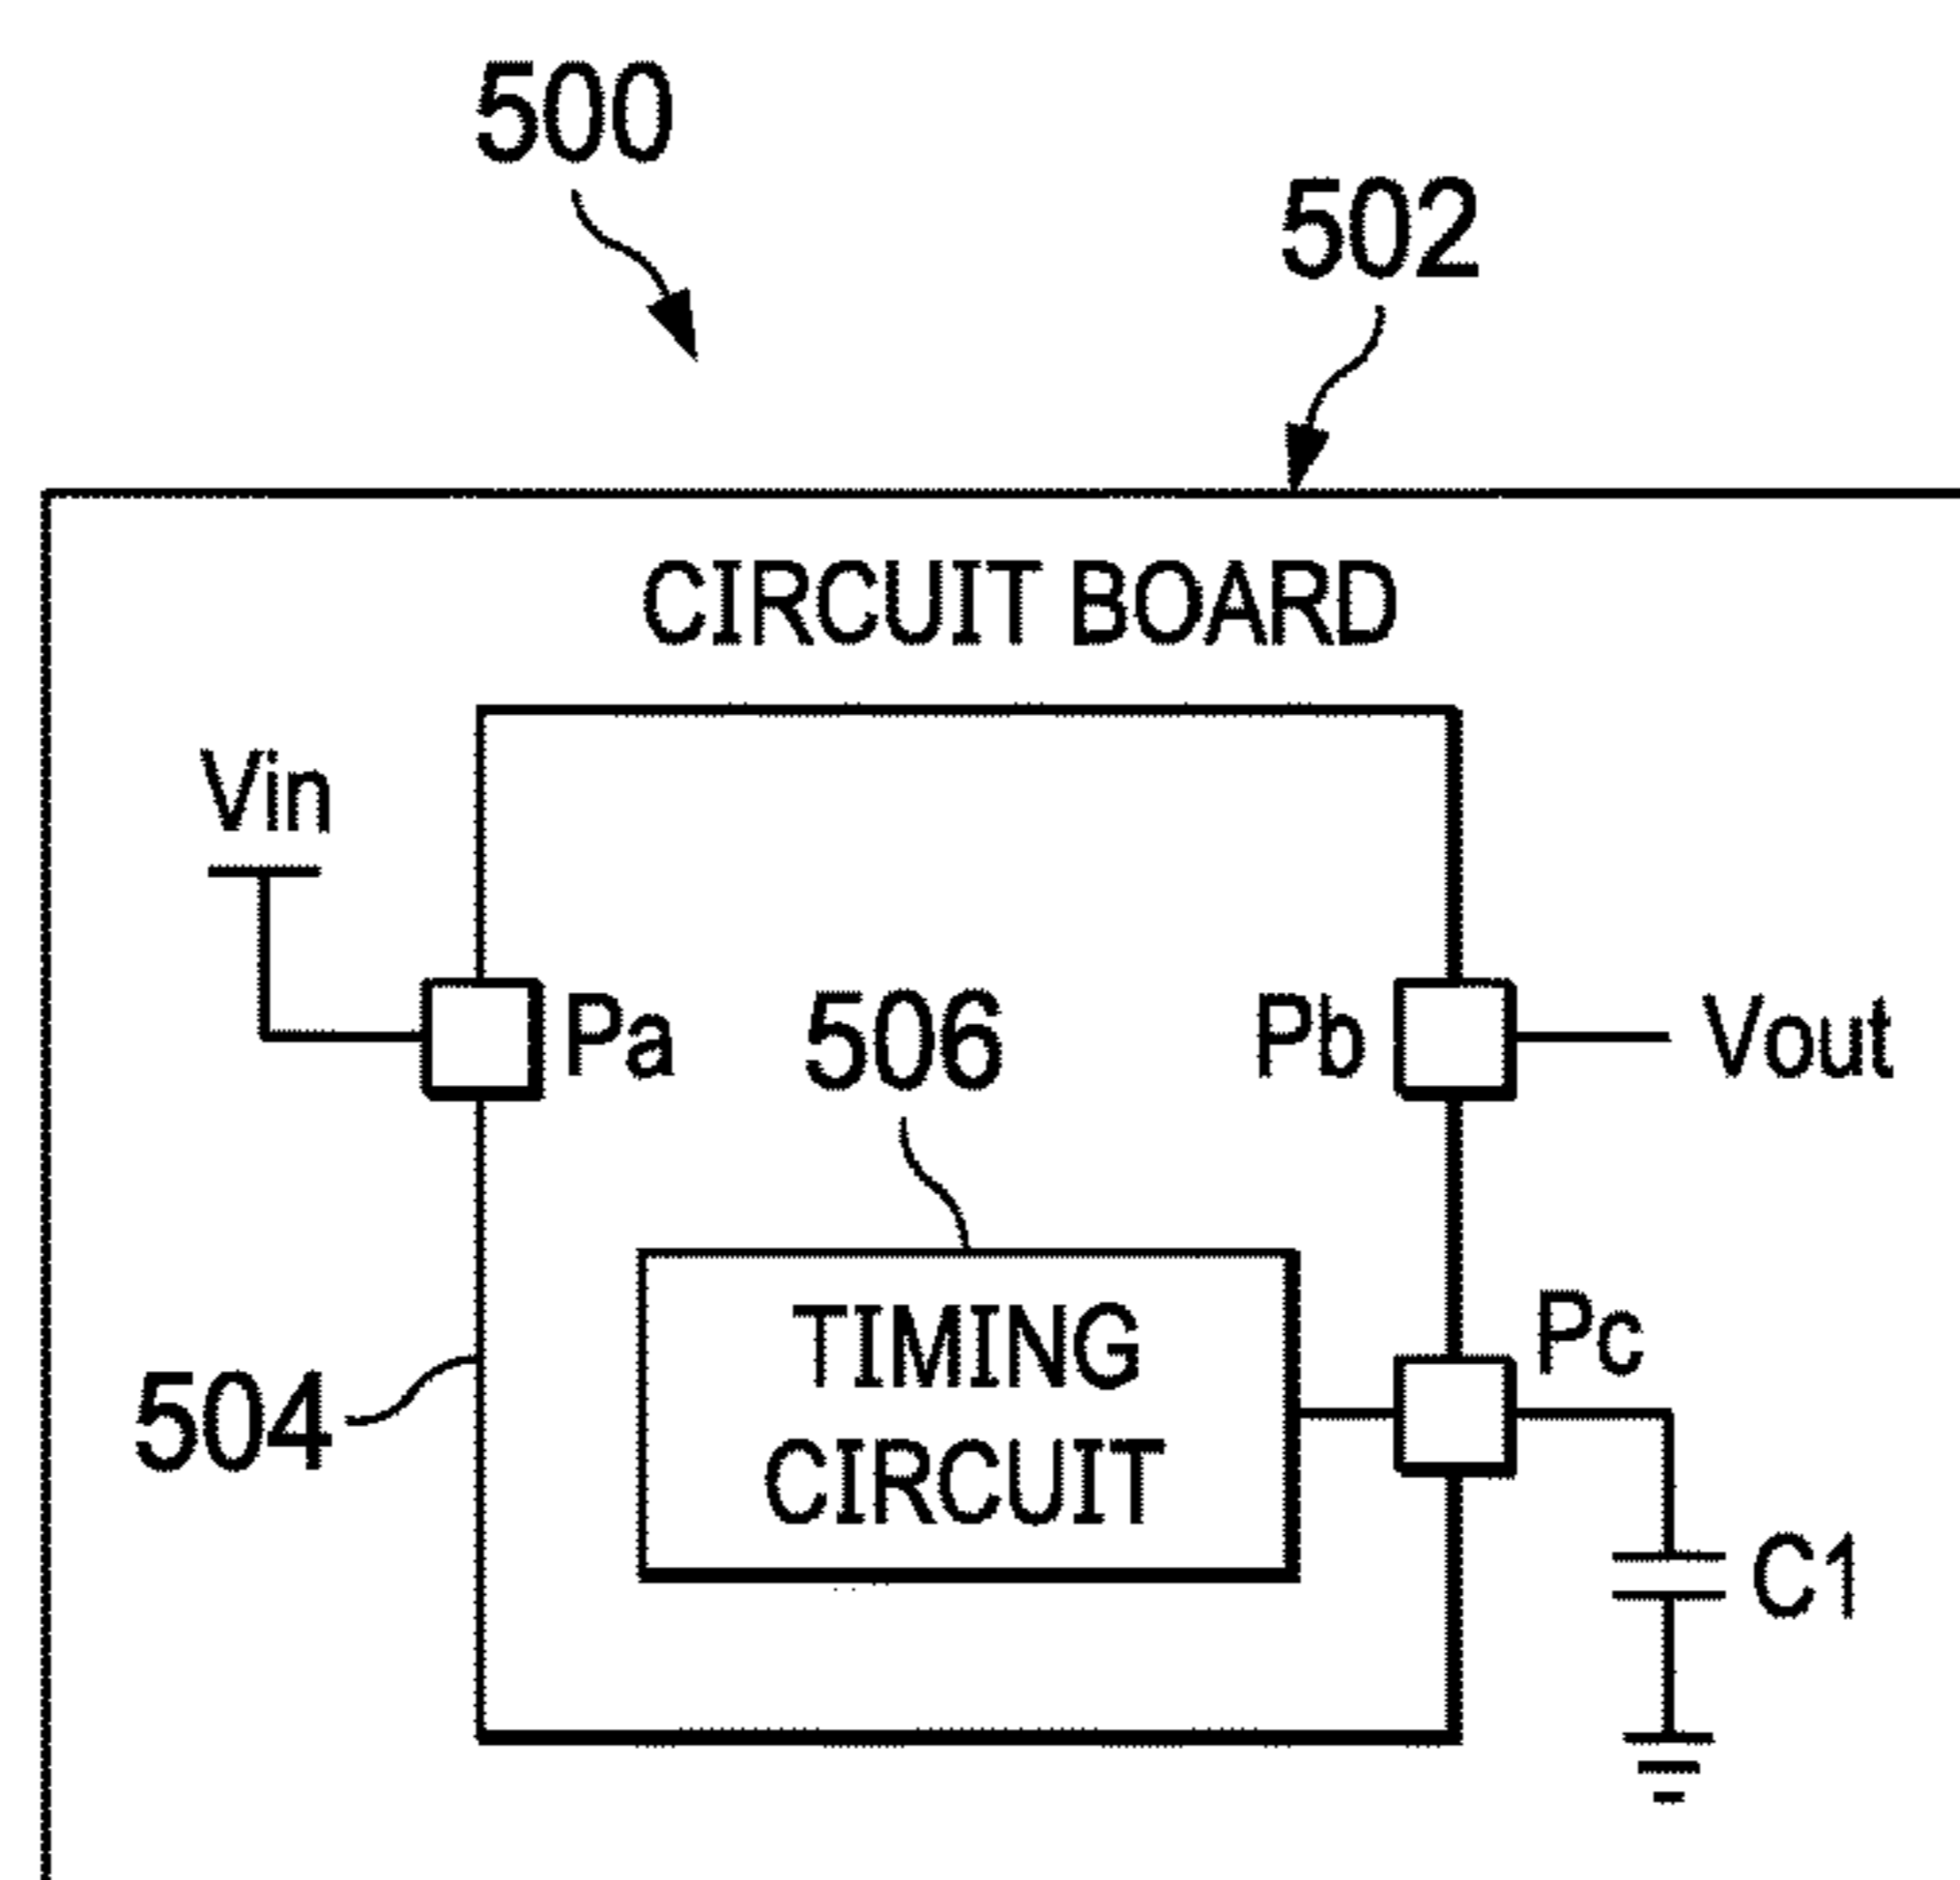 500
502
CIRCUIT BOARD
Vin
Pa
506
Pb
Vout
TIMING
CIRCUIT
Pc
504
C1